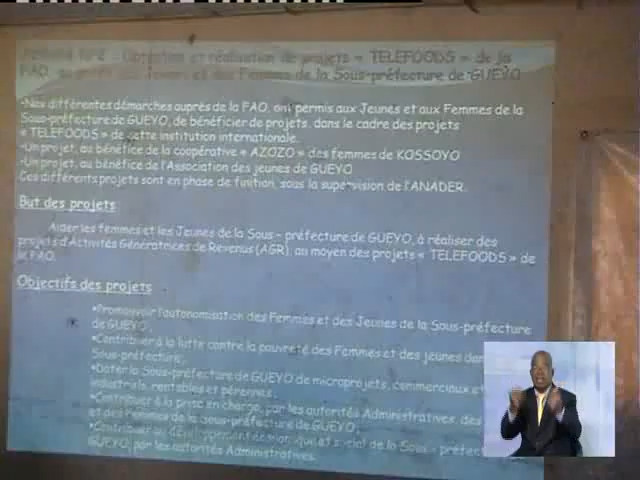 Obtention et réalisation de projets « TELEFOODS » de la
FAO, au profit des Jeunes et des Femmes de la Sous-préfecture de GUEYO
•Nos différentes démarches auprès de la FAO, ont permis aux Jeunes et aux Femmes de la
Sous-préfecture de GUEYO, de bénéficier de projets, dans le cadre des projets
« TELEFOODS » de cette institution internationale.
•Un projet, au bénéfice de la coopérative « AZOZO » des femmes de KOSSOYO
•Un projet, au bénéfice de l'Association des jeunes de GUEYO
Ces différents projets sont en phase de finition, sous la supervision de l'ANADER.
But des projets
Aider les femmes et les Jeunes de la Sous - préfecture de GUEYO, à réaliser des
projets d'Activités Génératrices de Revenus (AGR), au moyen des projets « TELEFOODS » de
la FAO.
Objectifs des projets
•Promouvoir l'autonomisation des Femmes et des Jeunes de la Sous-préfecture
de GUEYO;
•Contribuer à la lutte contre la pauvreté des Femmes et des jeunes de
Sous-préfecture;
•Doter la Sous-préfecture de GUEYO de microprojets, commerciaux et
industriels, rentables et pérennes;
•Contribuer à la prise en charge, par les autorités Administratives, des
et des Femmes de la Sous-préfecture de GUEYO;
•Contribuer au développement économique et social de la Sous - préfec
GUEYO, par les autorités Administratives.